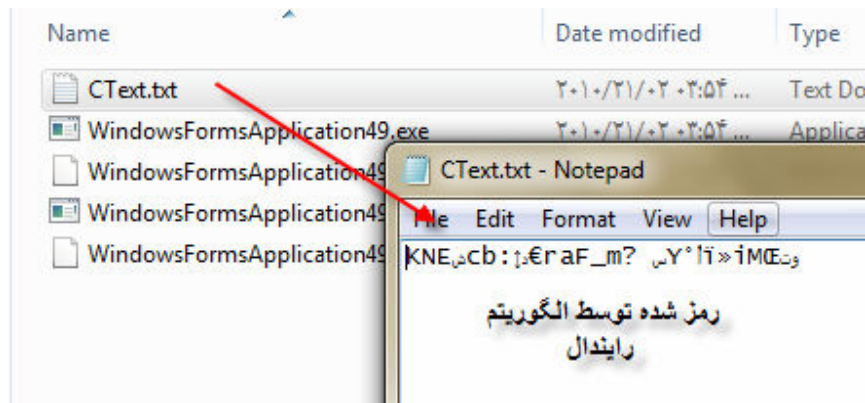 Name Date modified Type
CText.txt ۲۰۱۰/۲۱/۰۲ ۰۳:۵۴ ... Text Do
WindowsFormsApplication49.exe ۲۰۱۰/۲۱/۰۲ ۰۳:۵۴ ... Applica
WindowsFormsApplication49
WindowsFormsApplication49
WindowsFormsApplication49
CText.txt - Notepad
File Edit Format View Help
رمز شده توسط الگوریتم
رایندال